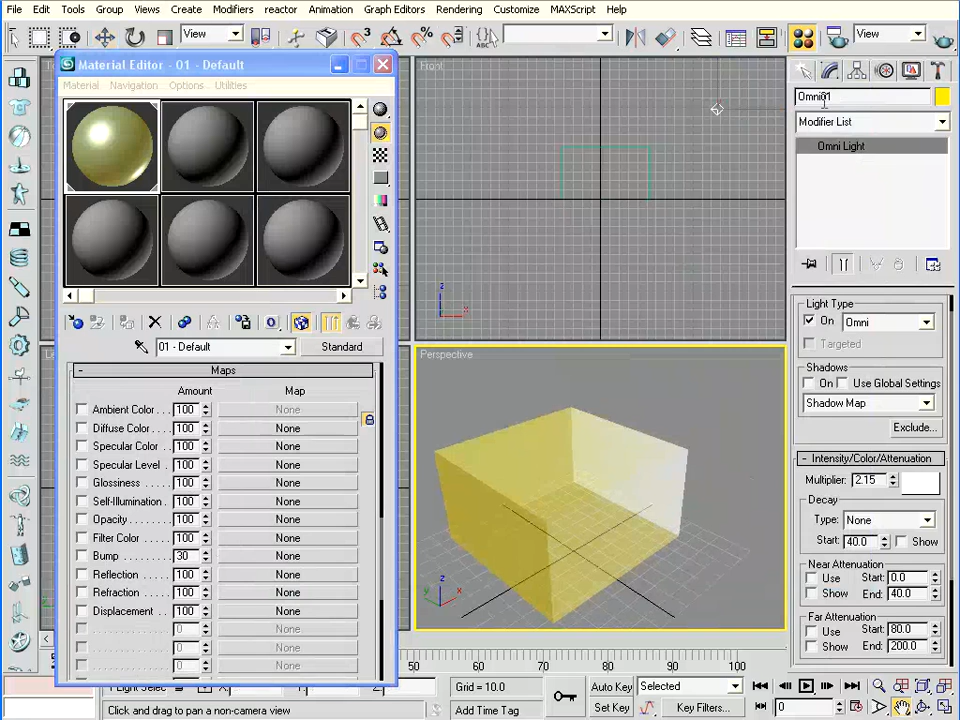 File Edit Tools Group Views Create Modifiers reactor Animation Graph Editors Rendering Customize MAXScript Help
View
3
%
ABC
View
Material Editor - 01 - Default
Material Navigation Options Utilities
01 - Default
Standard
Maps
Amount Map
Ambient Color . . . 100 None
Diffuse Color . . . . 100 None
Specular Color . . . 100 None
Specular Level . . 100 None
Glossiness . . . . . . 100 None
Self-Illumination . . 100 None
Opacity . . . . . . . . 100 None
Filter Color . . . . . . 100 None
Bump . . . . . . . . . 30 None
Reflection . . . . . . 100 None
Refraction . . . . . . 100 None
Displacement . . . 100 None
0
0
0
Front
z
x
Perspective
z
y
x
Omni01
Modifier List
Omni Light
Light Type
On Omni
Targeted
Shadows
On Use Global Settings
Shadow Map
Exclude...
Intensity/Color/Attenuation
Multiplier: 2.15
Decay
Type: None
Start: 40.0 Show
Near Attenuation
Use Start: 0.0
Show End: 40.0
Far Attenuation
Use Start: 80.0
Show End: 200.0
50 60 70 80 90 100
Grid = 10.0
Auto Key Selected
Click and drag to pan a non-camera view
Add Time Tag
Set Key
Key Filters...
0